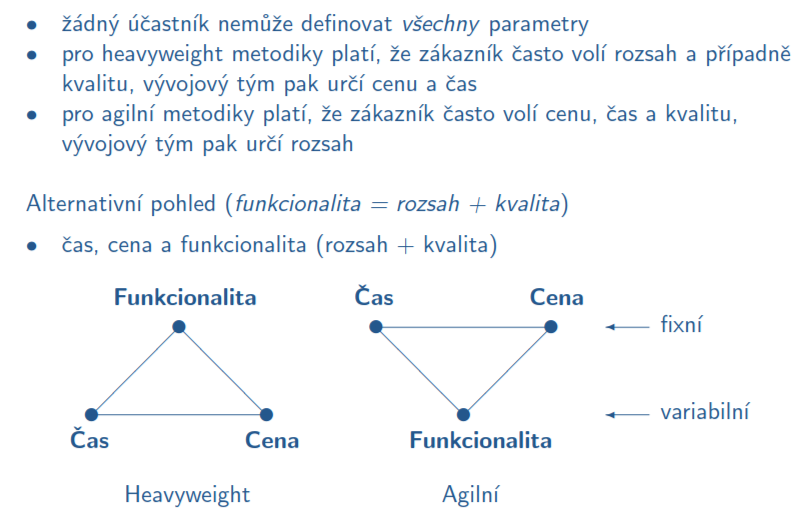 • žádný účastník nemůže definovat všechny parametry
• pro heavyweight metodiky platí, že zákazník často volí rozsah a případně
kvalitu, vývojový tým pak určí cenu a čas
• pro agilní metodiky platí, že zákazník často volí cenu, čas a kvalitu,
vývojový tým pak určí rozsah
Alternativní pohled (funkcionalita = rozsah + kvalita)
• čas, cena a funkcionalita (rozsah + kvalita)
Funkcionalita
Čas Cena
Heavyweight
Čas Cena
Funkcionalita
Agilní
fixní
variabilní